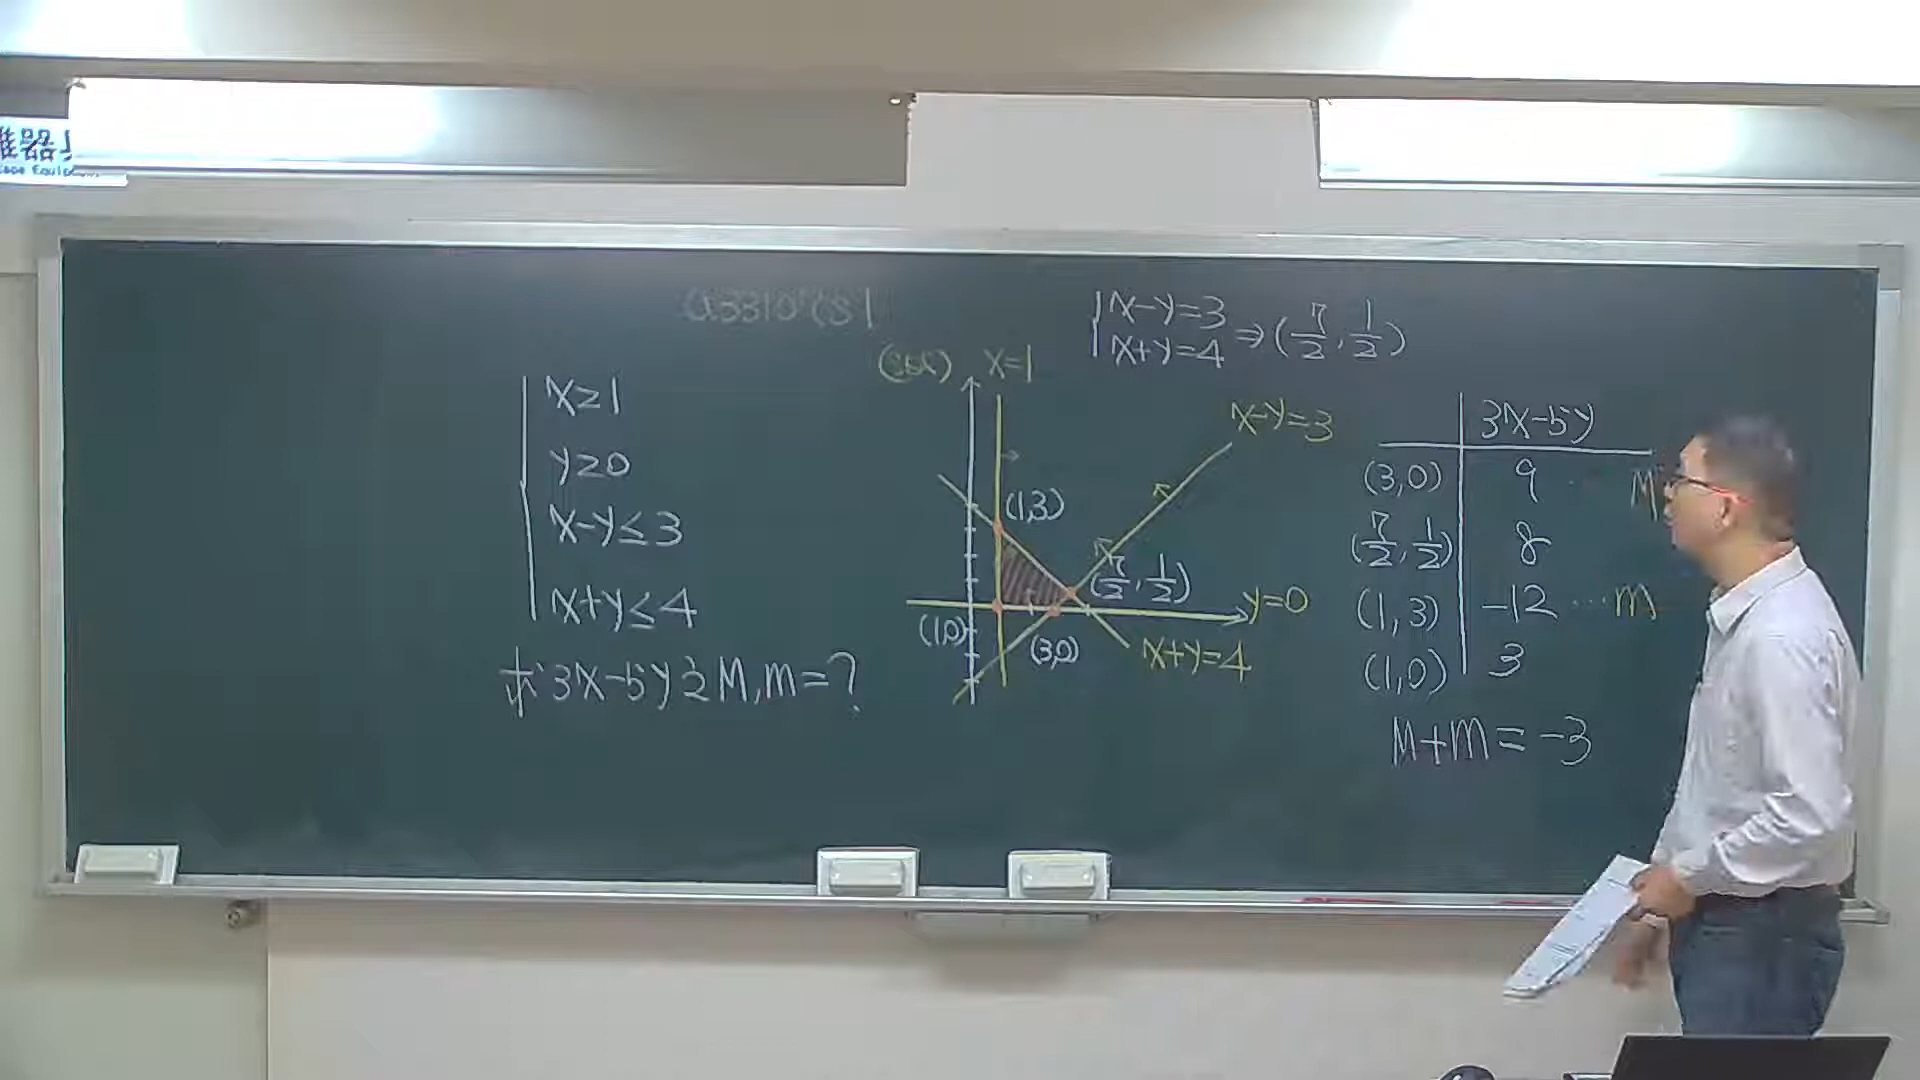 器
x≥1
y≥0
x-y≤3
x+y≤4
求3x-5y之M,m=?
(sol) x=1
x-y=3
x+y=4 ⇒ (7/2, 1/2)
x-y=3
(1,3)
(7/2, 1/2)
y=0
(1,0)
(3,0)
x+y=4
3x-5y
(3,0) 9 M
(7/2, 1/2) 8
(1,3) -12 …m
(1,0) 3
M+m=-3